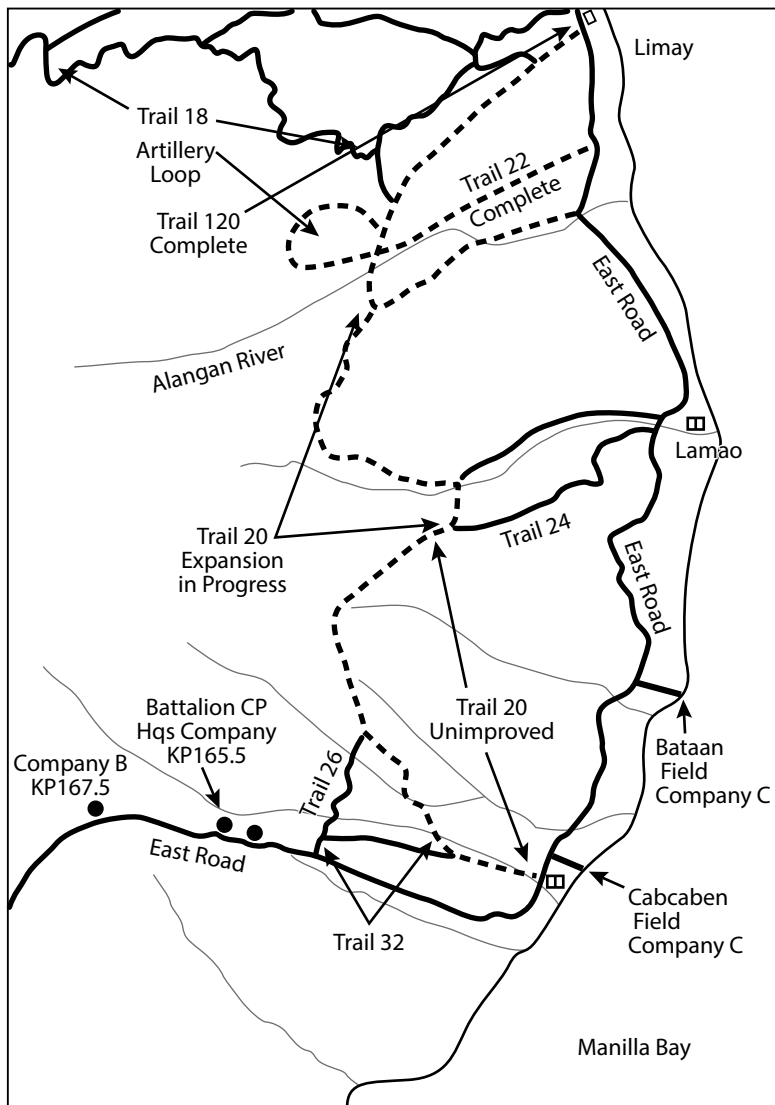 Limay
Trail 18
Artillery
Loop
Trail 22
Complete
Trail 120
Complete
East Road
Alangan River
Lamao
Trail 24
Trail 20
Expansion
in Progress
East Road
Battalion CP
Hqs Company
KP165.5
Trail 20
Unimproved
Company B
KP167.5
Bataan
Field
Company C
Trail 26
East Road
Cabcaben
Field
Company C
Trail 32
Manilla Bay